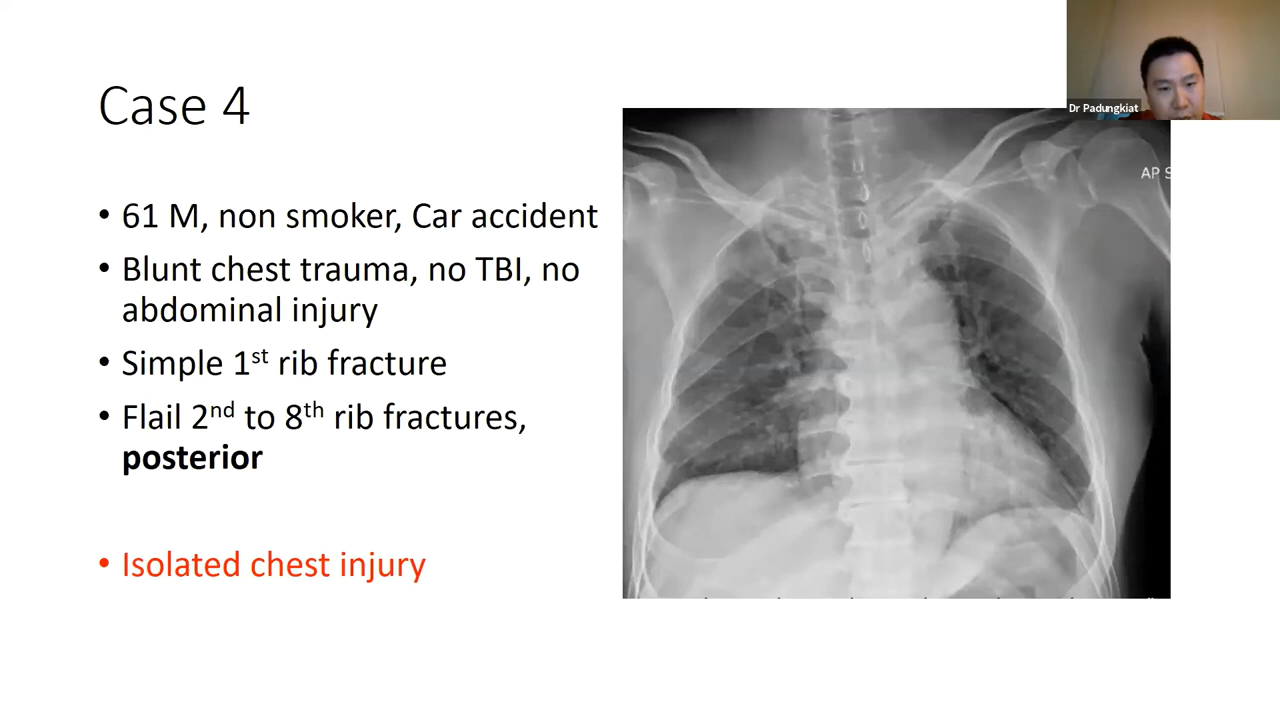 Dr Padungkiat
Case 4
• 61 M, non smoker, Car accident
• Blunt chest trauma, no TBI, no
abdominal injury
• Simple 1st rib fracture
• Flail 2nd to 8th rib fractures,
posterior
• Isolated chest injury
AP S